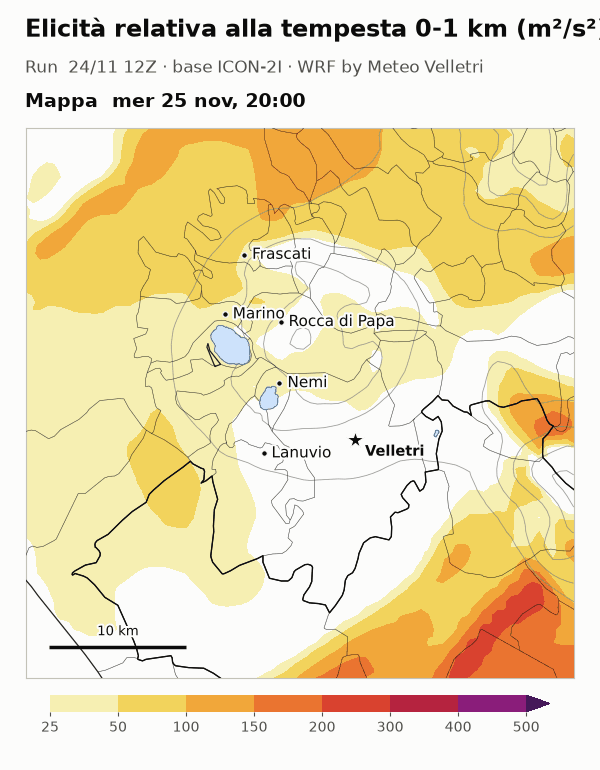 Elicità relativa alla tempesta 0-1 km (m²/s²)
Run 24/11 12Z · base ICON-2I · WRF by Meteo Velletri
Mappa mer 25 nov, 20:00
Frascati
Marino
Rocca di Papa
Nemi
Velletri
Lanuvio
10 km
25 50 100 150 200 300 400 500